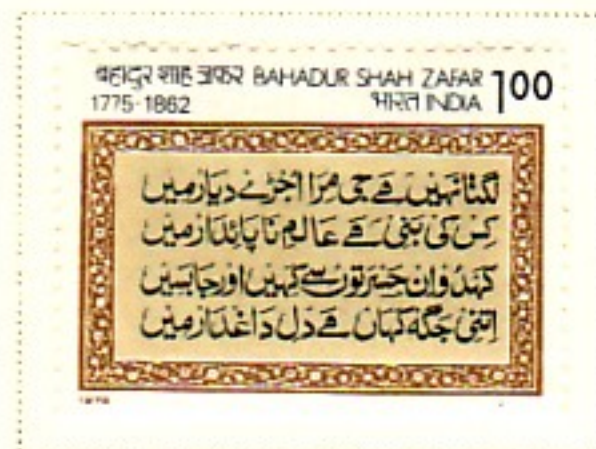 बहादुर शाह ज़फर BAHADUR SHAH ZAFAR 1.00
1775-1862 भारत INDIA
لگتا نہیں ہے جی مرا اجڑے دیار میں
کس کی بنی ہے عالم ناپائدار میں
کہدو ان حسرتوں سے کہیں اور جا بسیں
اتنی جگہ کہاں ہے دل داغدار میں